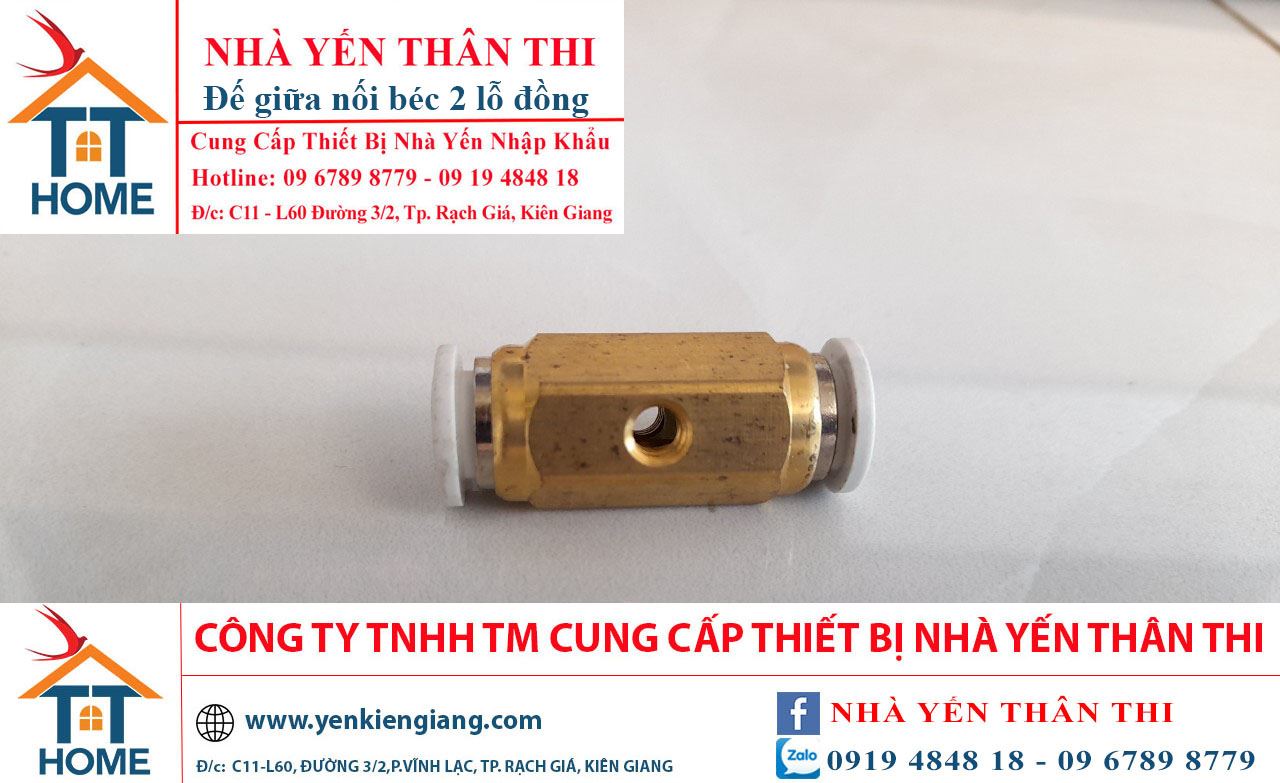 NHÀ YẾN THÂN THI
Đế giữa nối béc 2 lỗ đồng
TT
HOME
Cung Cấp Thiết Bị Nhà Yến Nhập Khẩu
Hotline: 09 6789 8779 - 09 19 4848 18
Đ/c: C11 - L60 Đường 3/2, Tp. Rạch Giá, Kiên Giang
CÔNG TY TNHH TM CUNG CẤP THIẾT BỊ NHÀ YẾN THÂN THI
TT
HOME
www.yenkiengiang.com
Đ/c: C11-L60, ĐƯỜNG 3/2,P.VĨNH LẠC, TP. RẠCH GIÁ, KIÊN GIANG
f NHÀ YẾN THÂN THI
Zalo 0919 4848 18 - 09 6789 8779